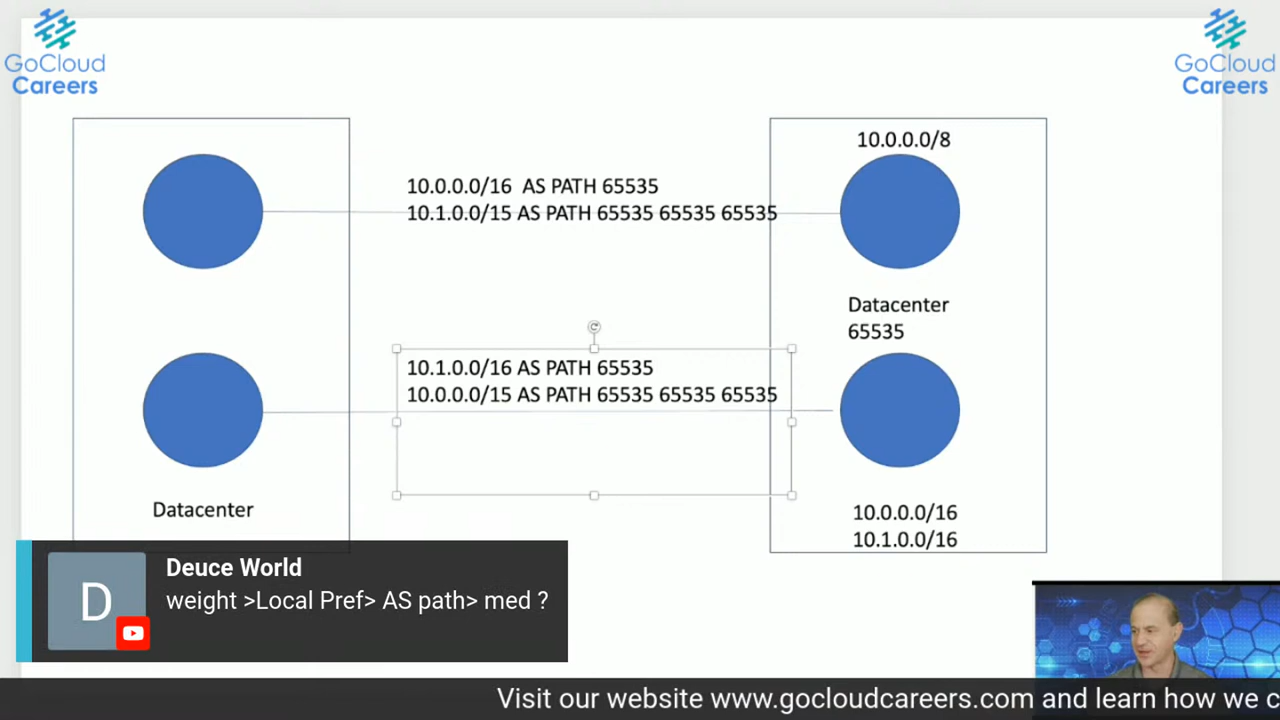 GoCloud
Careers
GoCloud
Careers
10.0.0.0/8
10.0.0.0/16 AS PATH 65535
10.1.0.0/15 AS PATH 65535 65535 65535
Datacenter
65535
10.1.0.0/16 AS PATH 65535
10.0.0.0/15 AS PATH 65535 65535 65535
Datacenter
10.0.0.0/16
10.1.0.0/16
D
Deuce World
weight >Local Pref> AS path> med ?
Visit our website www.gocloudcareers.com and learn how we c